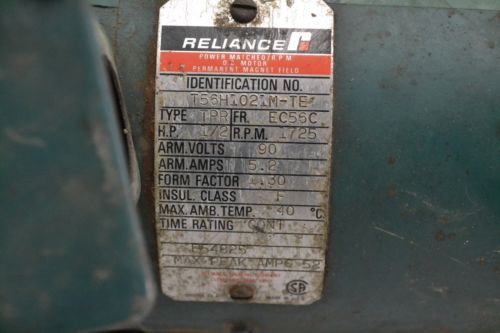 RELIANCE
POWER MATCHED/R.P.M
D.C MOTOR
PERMANENT MAGNET FIELD
IDENTIFICATION NO.
T56H1021M-TE
TYPE TPR FR. EC56C
H.P. 1/2 R.P.M. 1725
ARM.VOLTS 90
ARM.AMPS 5.2
FORM FACTOR 1.30
INSUL. CLASS F
MAX. AMB.TEMP. 40 °C
TIME RATING CONT
MAX PEAK AMPS 52